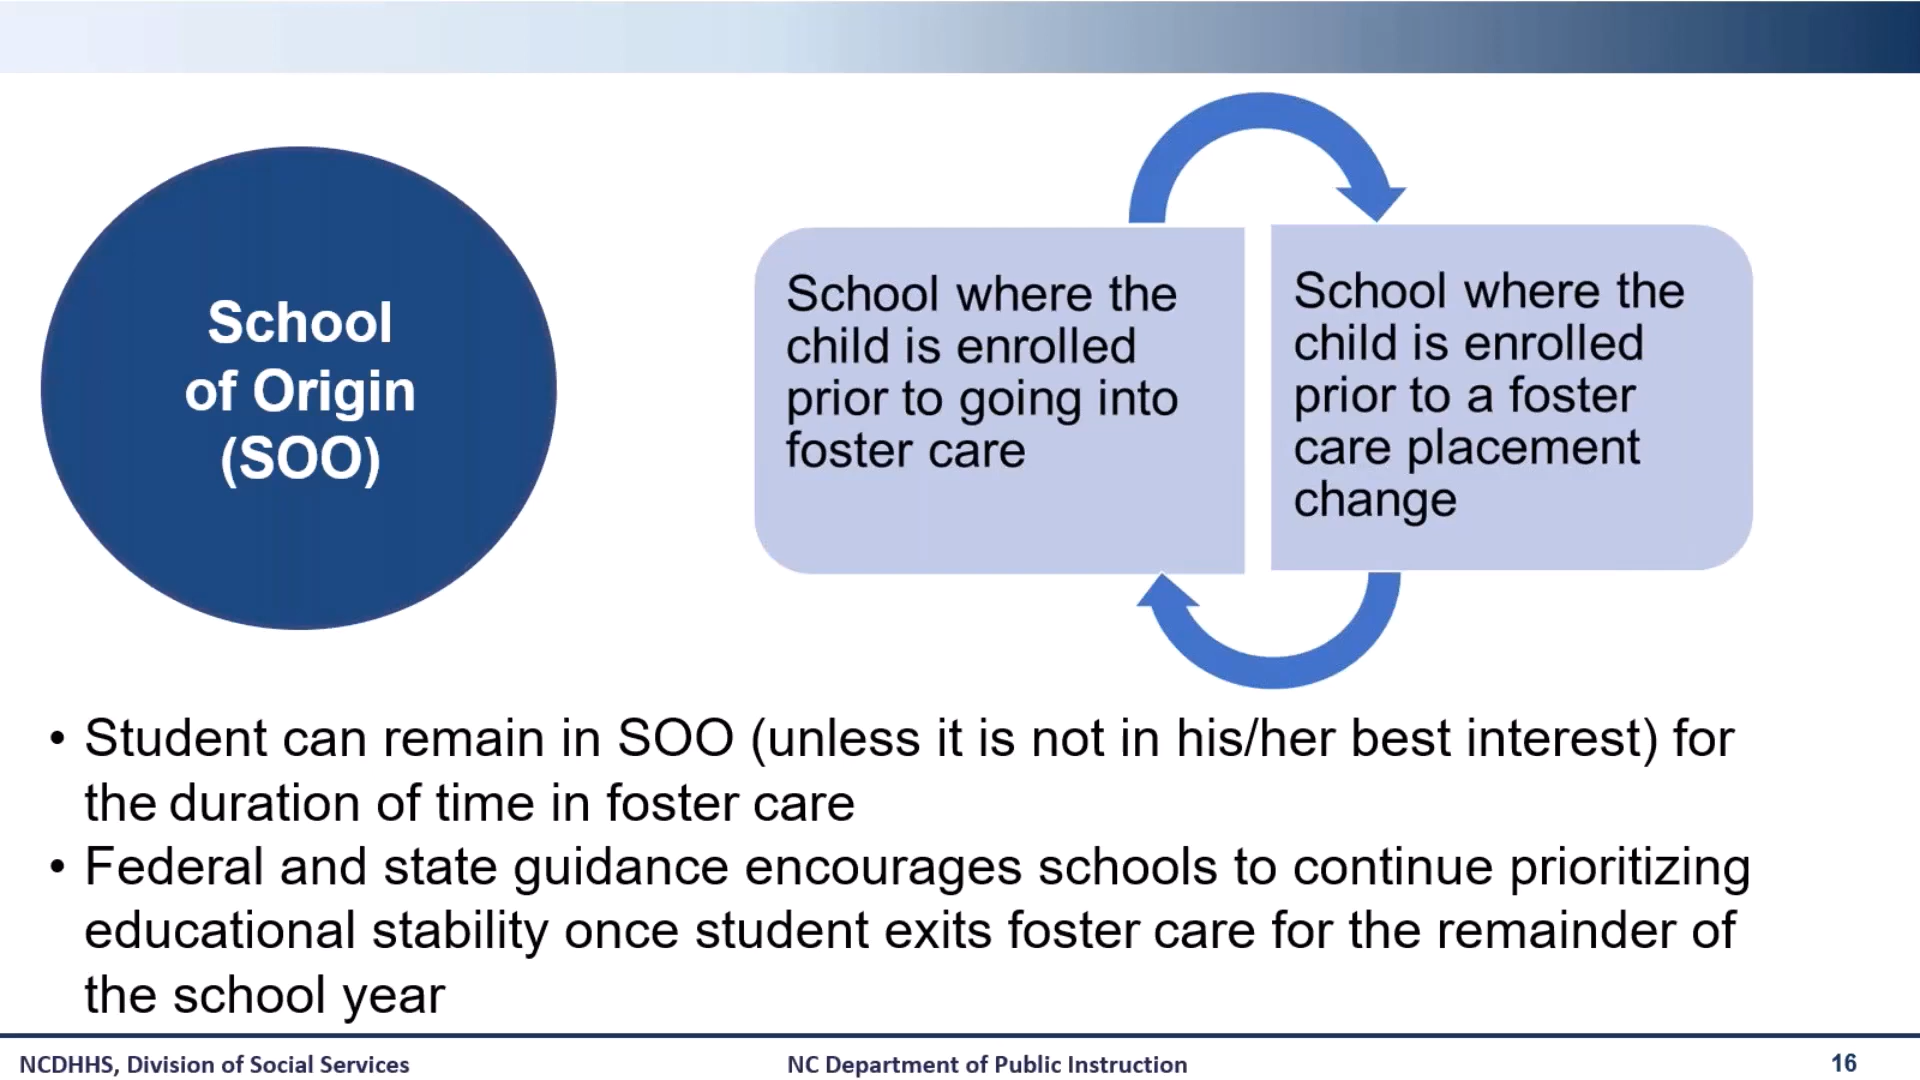 School
of Origin
(SOO)
School where the
child is enrolled
prior to going into
foster care
School where the
child is enrolled
prior to a foster
care placement
change
• Student can remain in SOO (unless it is not in his/her best interest) for
the duration of time in foster care
• Federal and state guidance encourages schools to continue prioritizing
educational stability once student exits foster care for the remainder of
the school year
NCDHHS, Division of Social Services
NC Department of Public Instruction
16